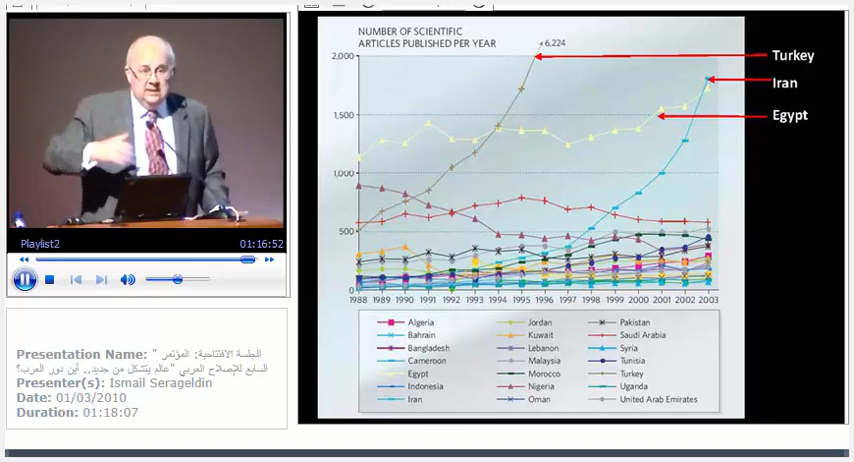 Playlist2
01:16:52
Presentation Name: الجلسة الافتتاحية: المؤتمر "
السابع للإصلاح العربي "عالم يتشكل من جديد.. أين دور العرب؟
Presenter(s): Ismail Serageldin
Date: 01/03/2010
Duration: 01:18:07
NUMBER OF SCIENTIFIC
ARTICLES PUBLISHED PER YEAR
6,224
2,000
1,500
1,000
500
0
1988 1989 1990 1991 1992 1993 1994 1995 1996 1997 1998 1999 2000 2001 2002 2003
Turkey
Iran
Egypt
Algeria Jordan Pakistan
Bahrain Kuwait Saudi Arabia
Bangladesh Lebanon Syria
Cameroon Malaysia Tunisia
Egypt Morocco Turkey
Indonesia Nigeria Uganda
Iran Oman United Arab Emirates